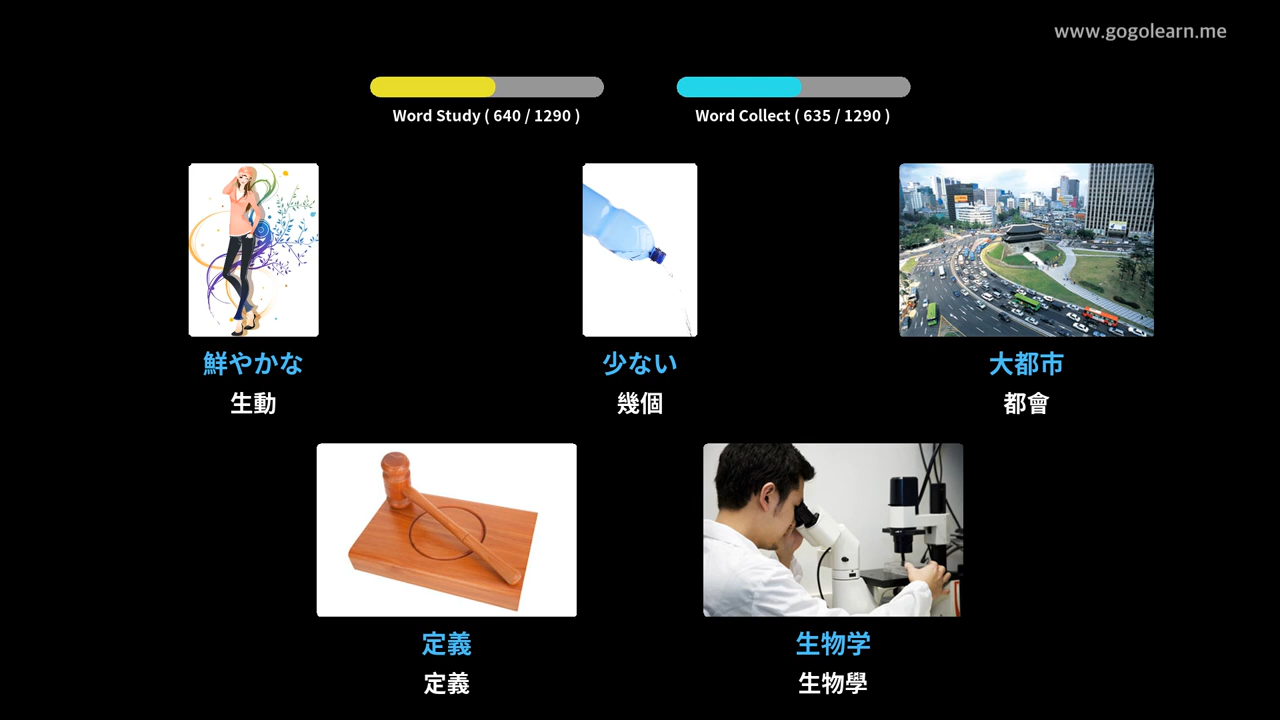 www.gogolearn.me
Word Study ( 640 / 1290 )
Word Collect ( 635 / 1290 )
鮮やかな
生動
少ない
幾個
大都市
都會
定義
定義
生物学
生物學